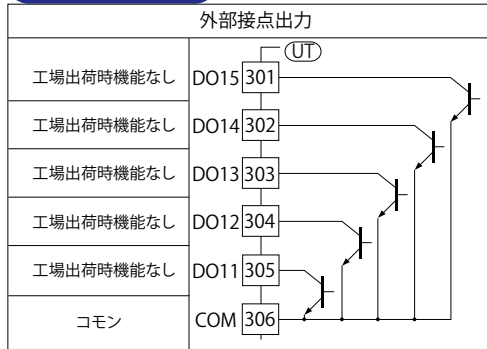 外部接点出力
UT
工場出荷時機能なし DO15 301
工場出荷時機能なし DO14 302
工場出荷時機能なし DO13 303
工場出荷時機能なし DO12 304
工場出荷時機能なし DO11 305
コモン COM 306